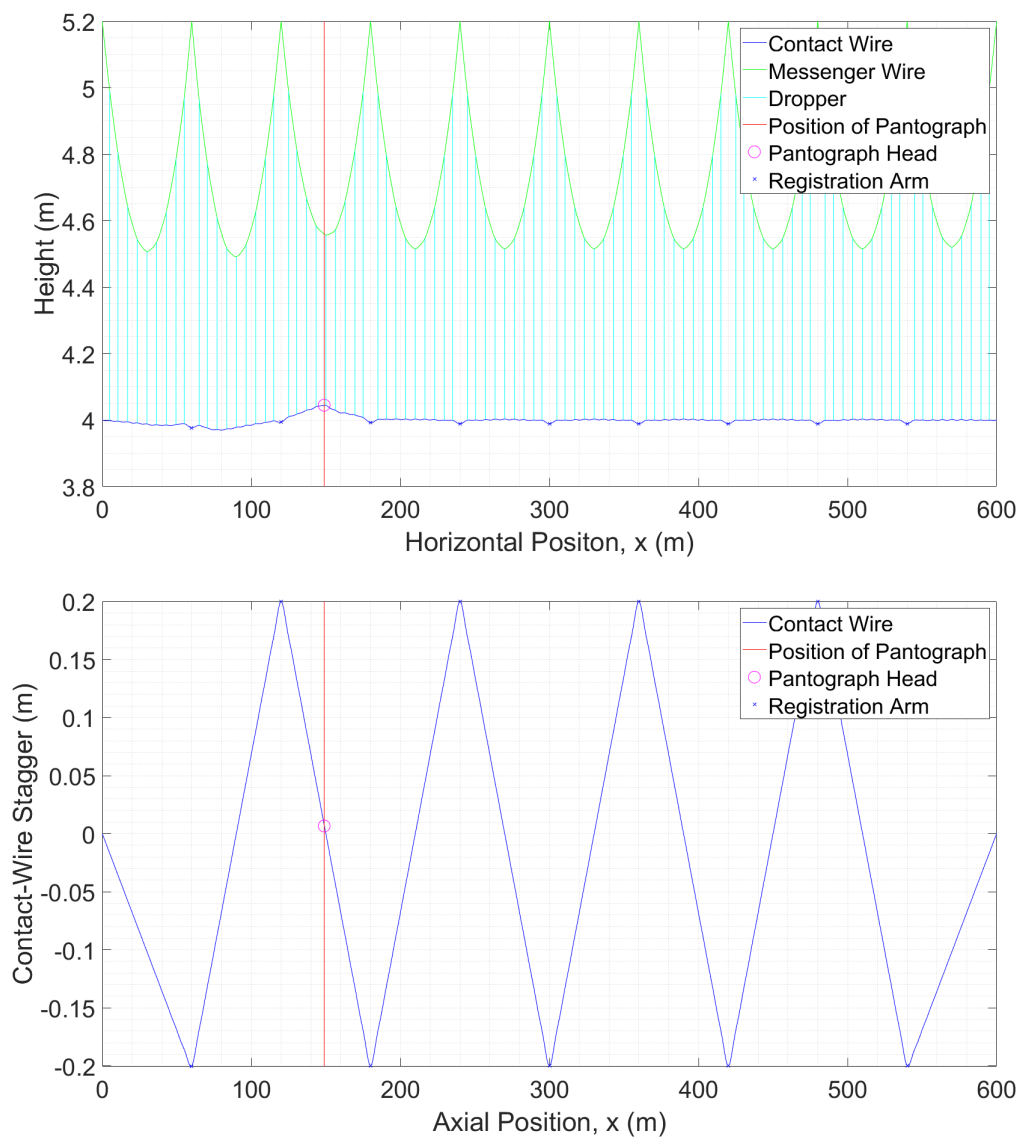 5.2
5
4.8
4.6
4.4
4.2
4
3.8
Height (m)
Contact Wire
Messenger Wire
Dropper
Position of Pantograph
Pantograph Head
Registration Arm
0 100 200 300 400 500 600
Horizontal Positon, x (m)
0.2
0.15
0.1
0.05
0
-0.05
-0.1
-0.15
-0.2
Contact-Wire Stagger (m)
Contact Wire
Position of Pantograph
Pantograph Head
Registration Arm
0 100 200 300 400 500 600
Axial Position, x (m)